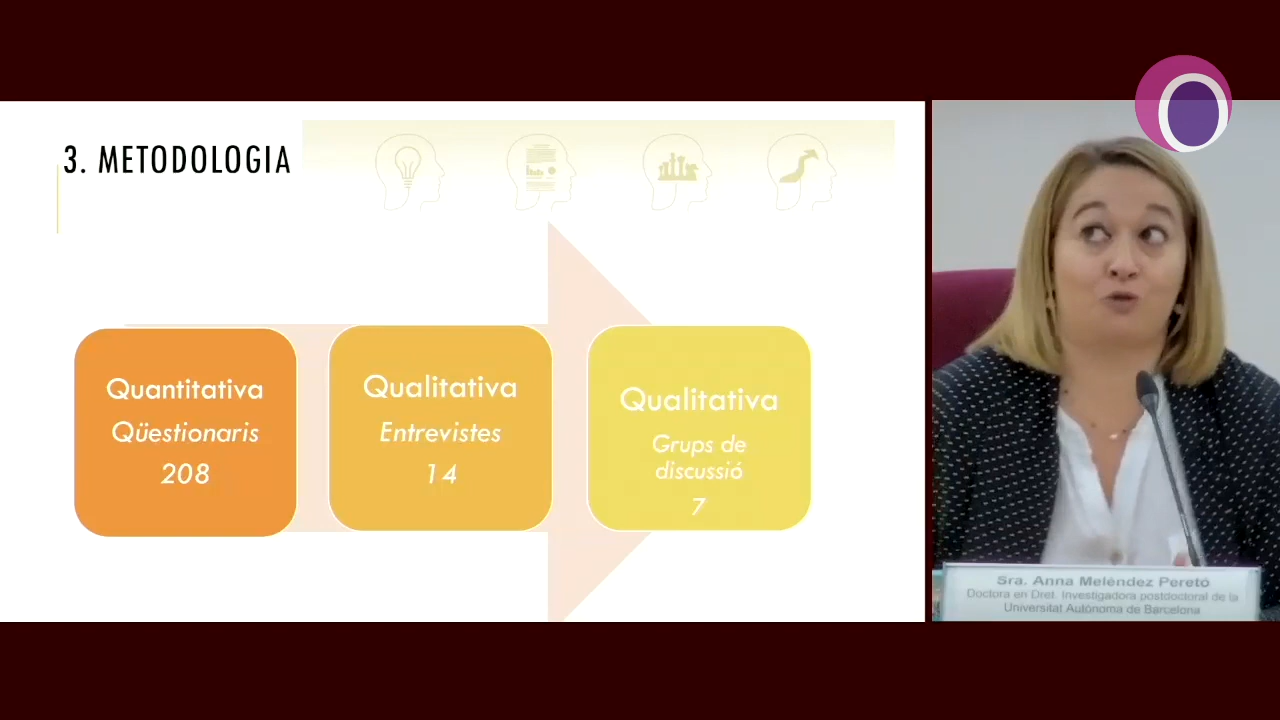 3. METODOLOGIA
Quantitativa
Qüestionaris
208
Qualitativa
Entrevistes
14
Qualitativa
Grups de
discussió
7
Sra. Anna Meléndez Peretó
Doctora en Dret. Investigadora postdoctoral de la
Universitat Autònoma de Barcelona